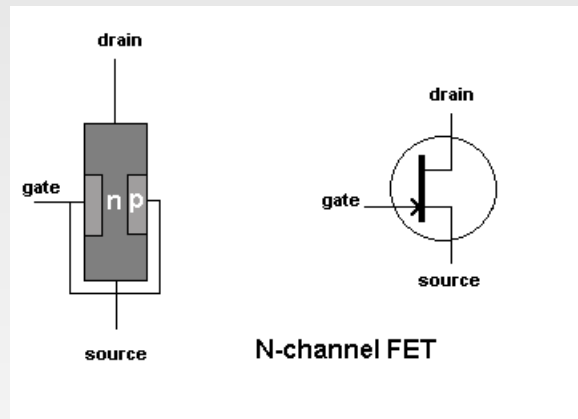 drain
gate
n p
source
drain
gate
source
N-channel FET